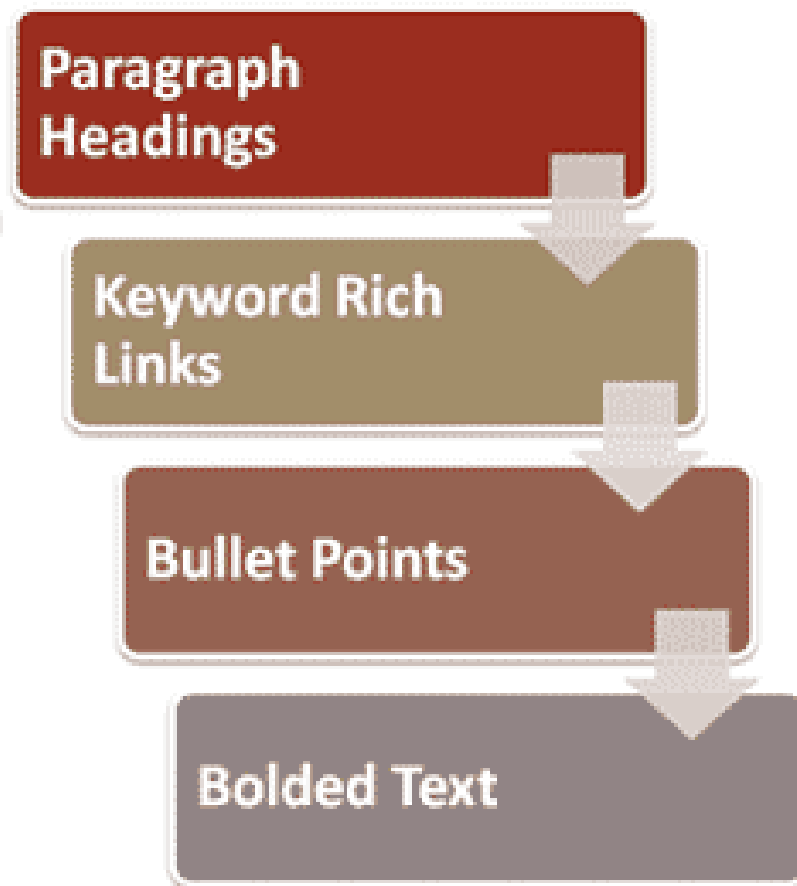 Paragraph
Headings
Keyword Rich
Links
Bullet Points
Bolded Text